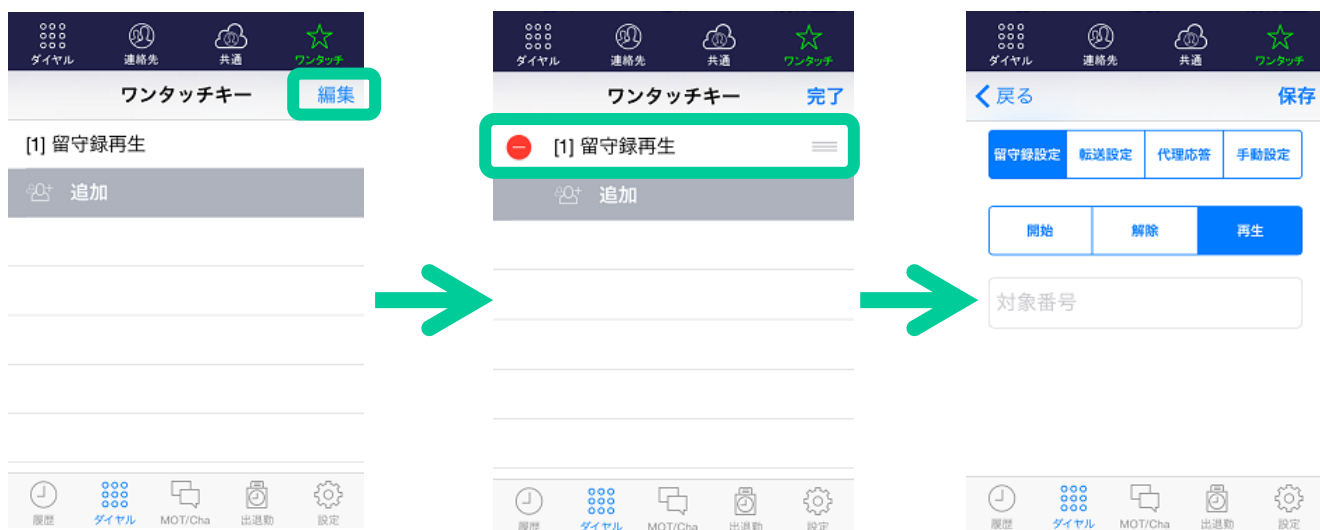 ダイヤル 連絡先 共通 ワンタッチ
ワンタッチキー 編集
[1] 留守録再生
追加
履歴 ダイヤル MOT/Cha 出退勤 設定
ダイヤル 連絡先 共通 ワンタッチ
ワンタッチキー 完了
[1] 留守録再生
追加
履歴 ダイヤル MOT/Cha 出退勤 設定
ダイヤル 連絡先 共通 ワンタッチ
戻る 保存
留守録設定 転送設定 代理応答 手動設定
開始 解除 再生
対象番号
履歴 ダイヤル MOT/Cha 出退勤 設定